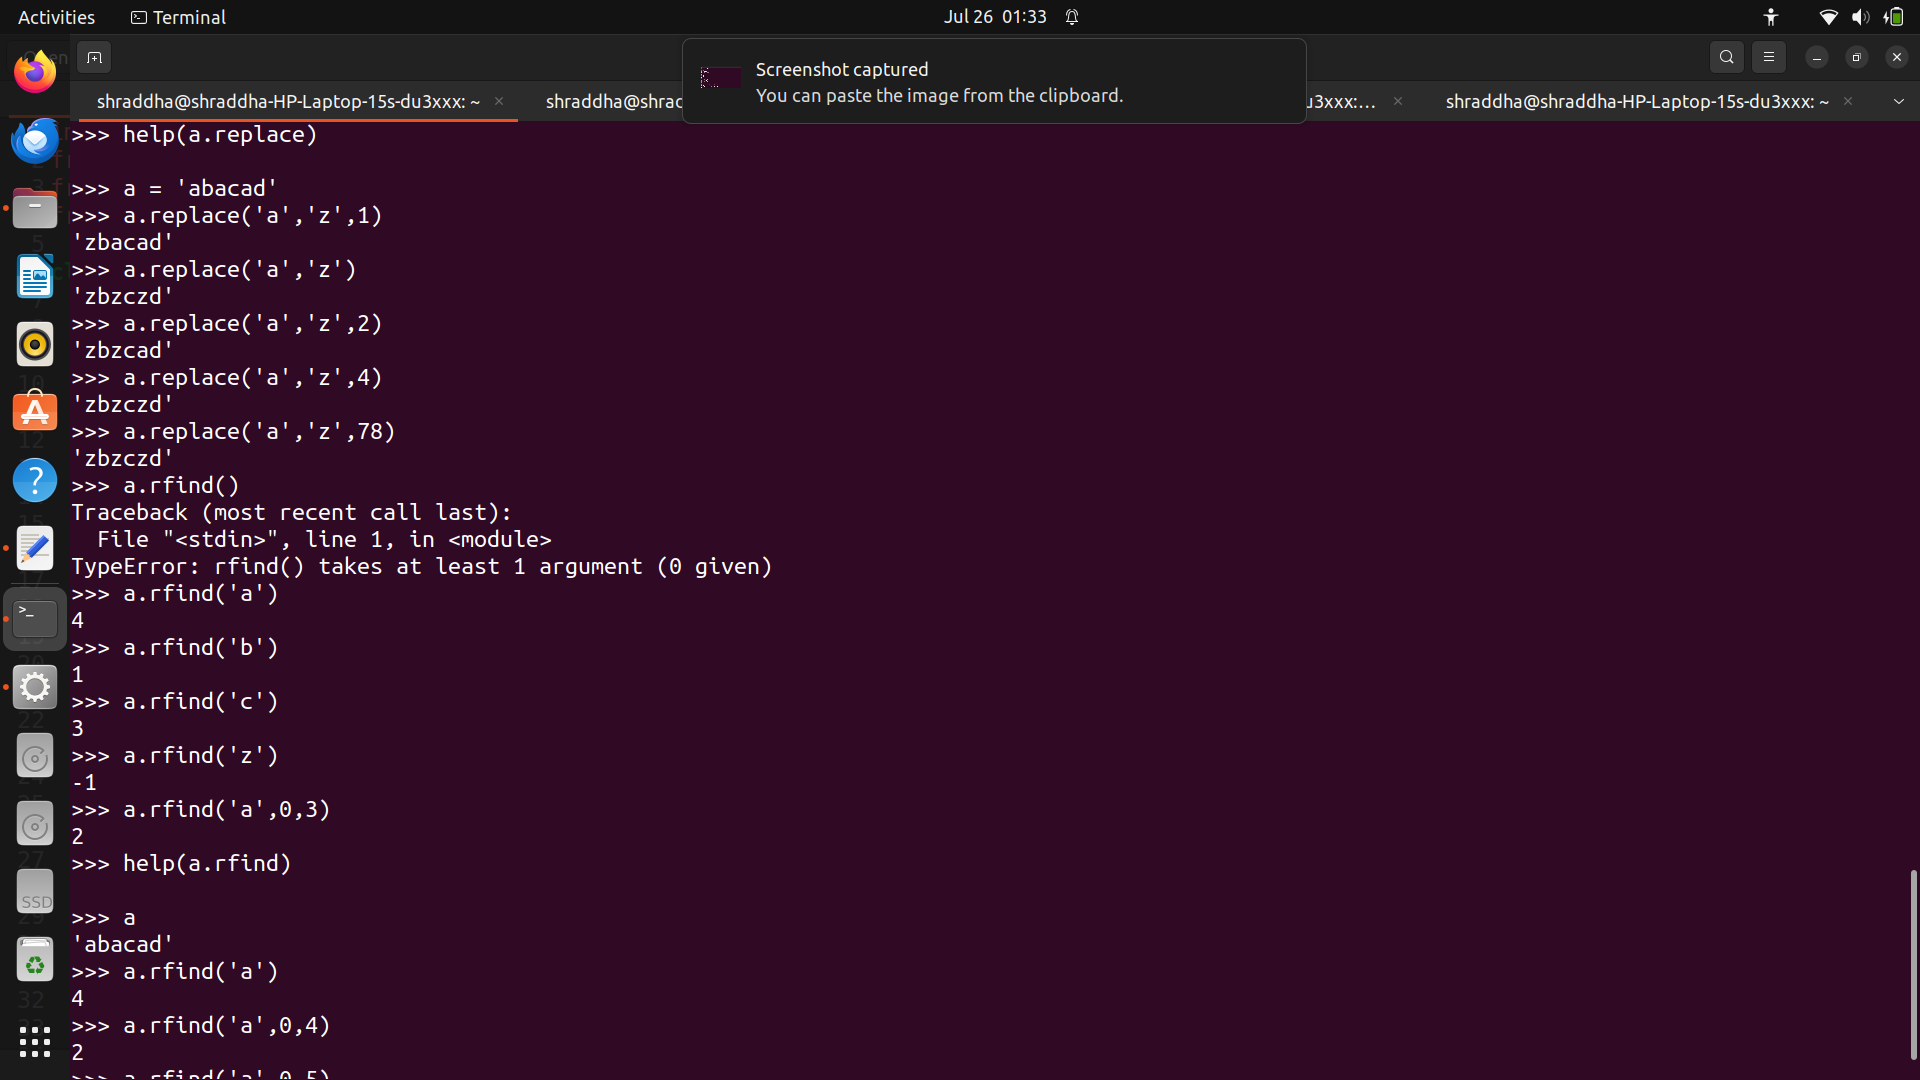 Activities
Terminal
Jul 26 01:33
Screenshot captured
You can paste the image from the clipboard.
shraddha@shraddha-HP-Laptop-15s-du3xxx: ~
shraddha@shrad
u3xxx:...
shraddha@shraddha-HP-Laptop-15s-du3xxx: ~
>>> help(a.replace)
>>> a = 'abacad'
>>> a.replace('a','z',1)
'zbacad'
>>> a.replace('a','z')
'zbzczd'
>>> a.replace('a','z',2)
'zbzcad'
>>> a.replace('a','z',4)
'zbzczd'
>>> a.replace('a','z',78)
'zbzczd'
>>> a.rfind()
Traceback (most recent call last):
  File "<stdin>", line 1, in <module>
TypeError: rfind() takes at least 1 argument (0 given)
>>> a.rfind('a')
4
>>> a.rfind('b')
1
>>> a.rfind('c')
3
>>> a.rfind('z')
-1
>>> a.rfind('a',0,3)
2
>>> help(a.rfind)
>>> a
'abacad'
>>> a.rfind('a')
4
>>> a.rfind('a',0,4)
2
>>> a.rfind('a',0,5)
SSD